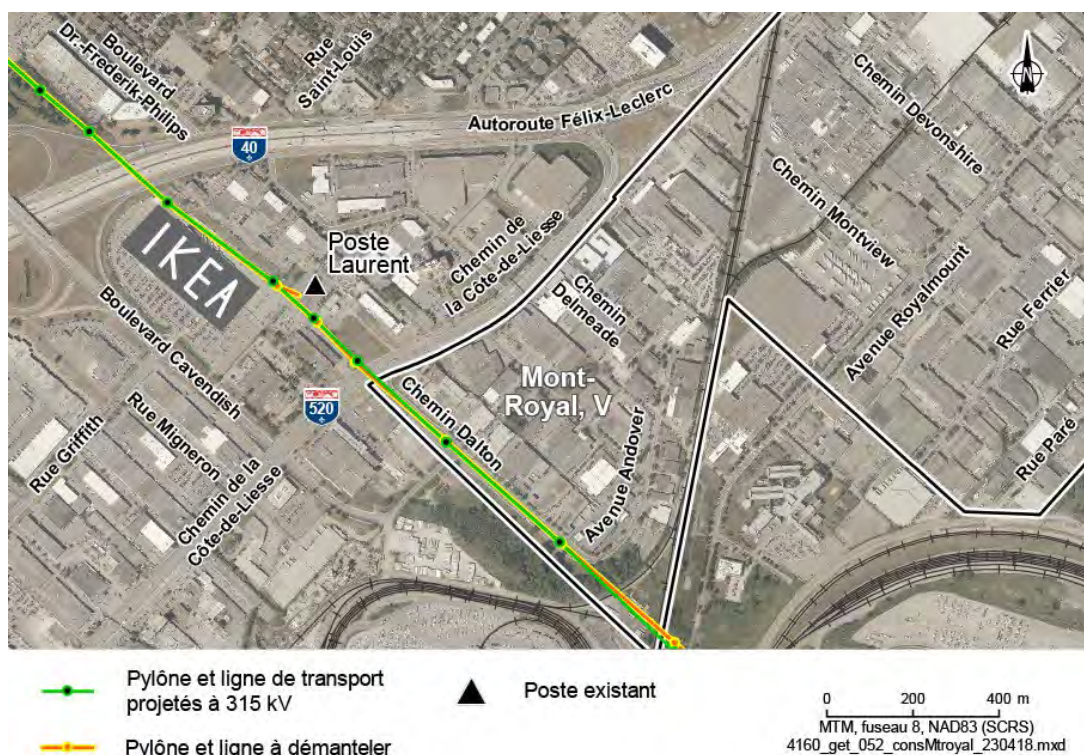 Boulevard
Dr.-Frederik-Philips
Rue
Saint-Louis
40
Autoroute Félix-Leclerc
N
Chemin Devonshire
Chemin Montview
IKEA
Poste
Laurent
Chemin de
la Côte-de-Liesse
Chemin
Delmeade
Avenue Royalmount
Rue Ferrier
Boulevard Cavendish
520
Mont-
Royal, V
Chemin Dalton
Rue Griffith
Rue Migneron
Chemin de la
Côte-de-Liesse
Avenue Andover
Rue Paré
Pylône et ligne de transport
projetés à 315 kV
Poste existant
0 200 400 m
MTM, fuseau 8, NAD83 (SCRS)
4160_get_052_consMtroyal_230418.mxd
Pylône et ligne à démanteler